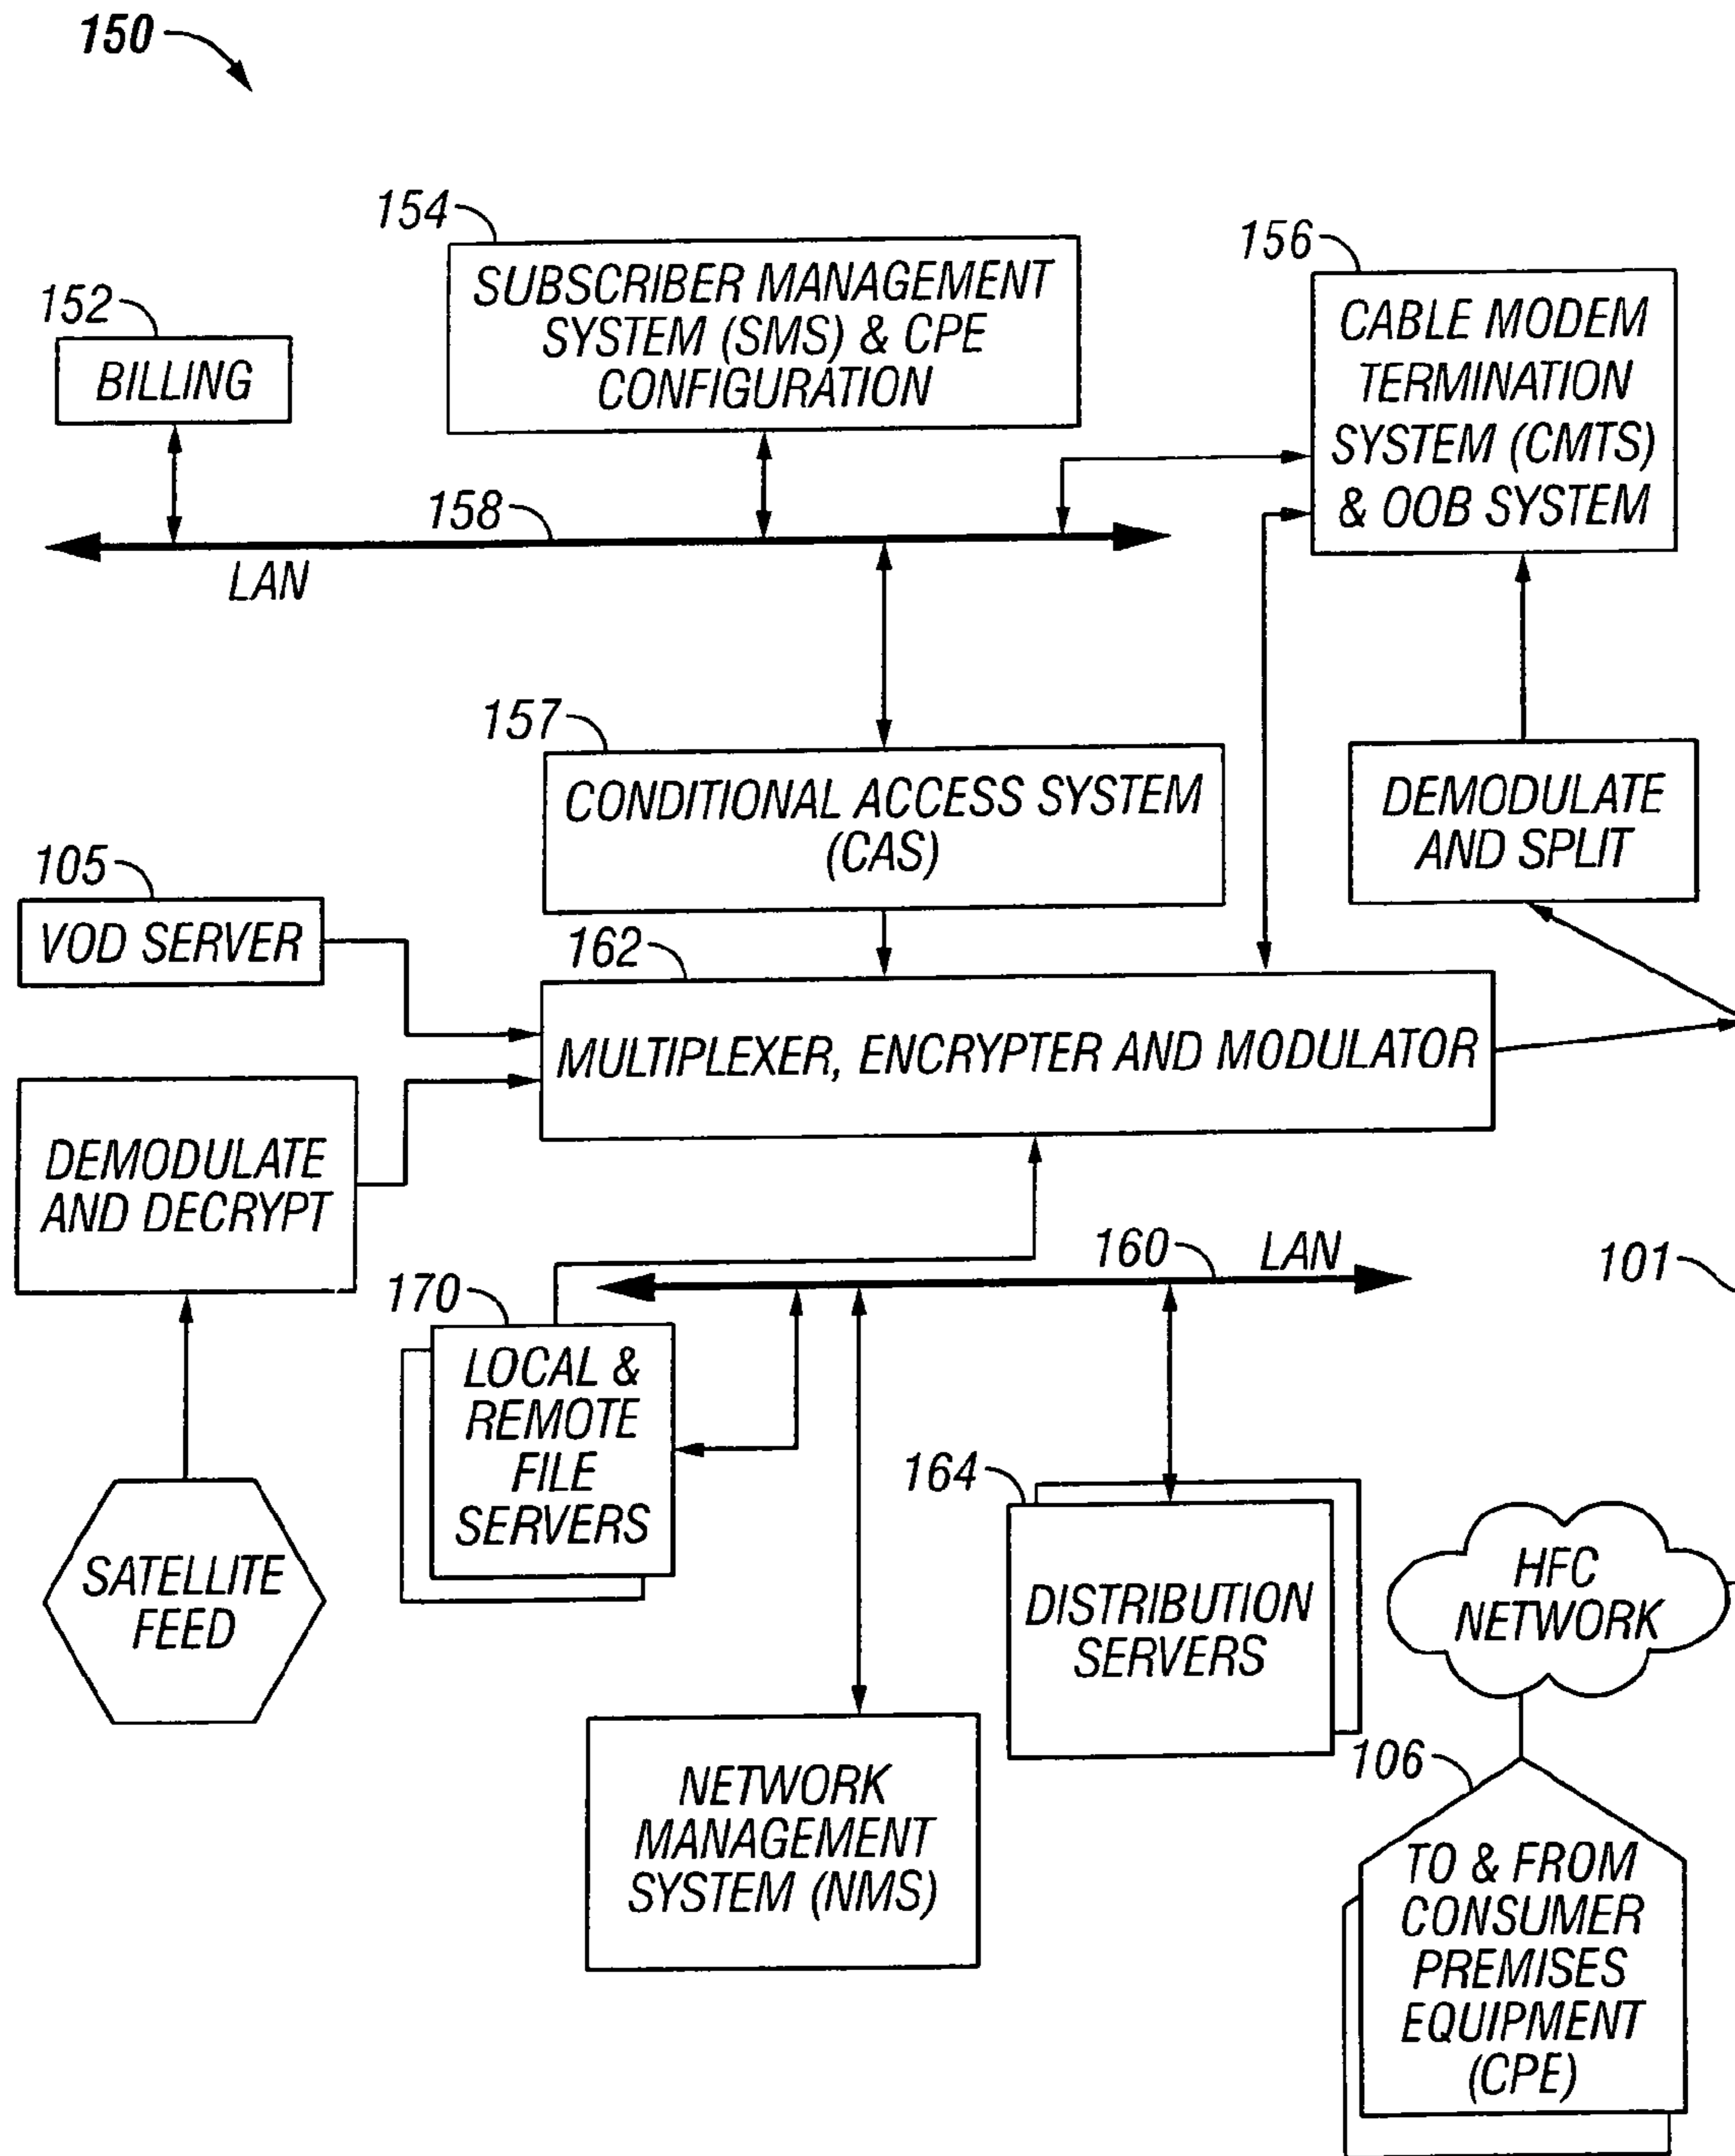 150
154
SUBSCRIBER MANAGEMENT
SYSTEM (SMS) & CPE
CONFIGURATION
156
CABLE MODEM
TERMINATION
SYSTEM (CMTS)
& OOB SYSTEM
152
BILLING
158
LAN
157
CONDITIONAL ACCESS SYSTEM
(CAS)
DEMODULATE
AND SPLIT
105
VOD SERVER
162
MULTIPLEXER, ENCRYPTER AND MODULATOR
DEMODULATE
AND DECRYPT
160
LAN
101
170
LOCAL &
REMOTE
FILE
SERVERS
164
DISTRIBUTION
SERVERS
HFC
NETWORK
SATELLITE
FEED
NETWORK
MANAGEMENT
SYSTEM (NMS)
106
TO & FROM
CONSUMER
PREMISES
EQUIPMENT
(CPE)